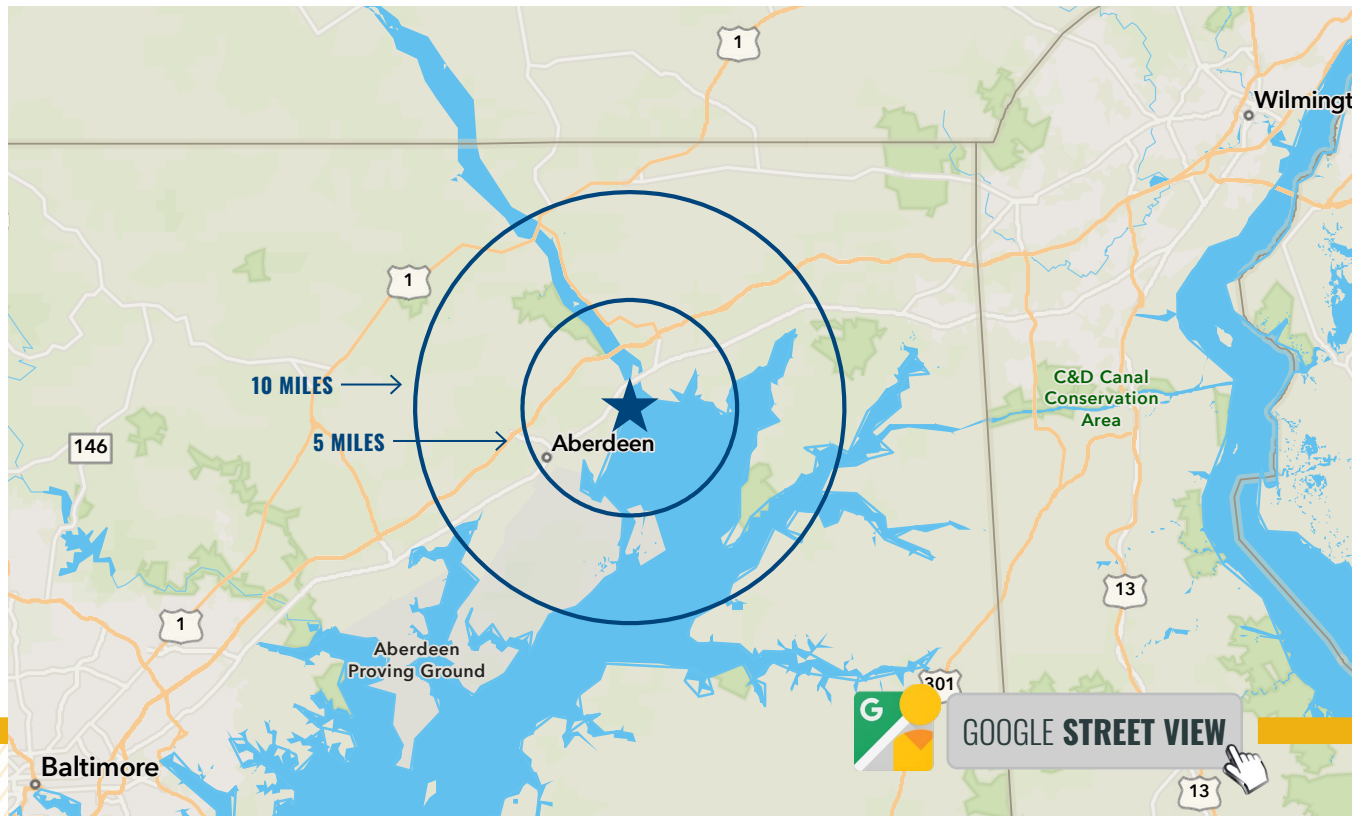 1
Wilmingt
1
10 MILES
C&D Canal
Conservation
Area
5 MILES
Aberdeen
146
13
1
Aberdeen
Proving Ground
301
G
GOOGLE STREET VIEW
Baltimore
13